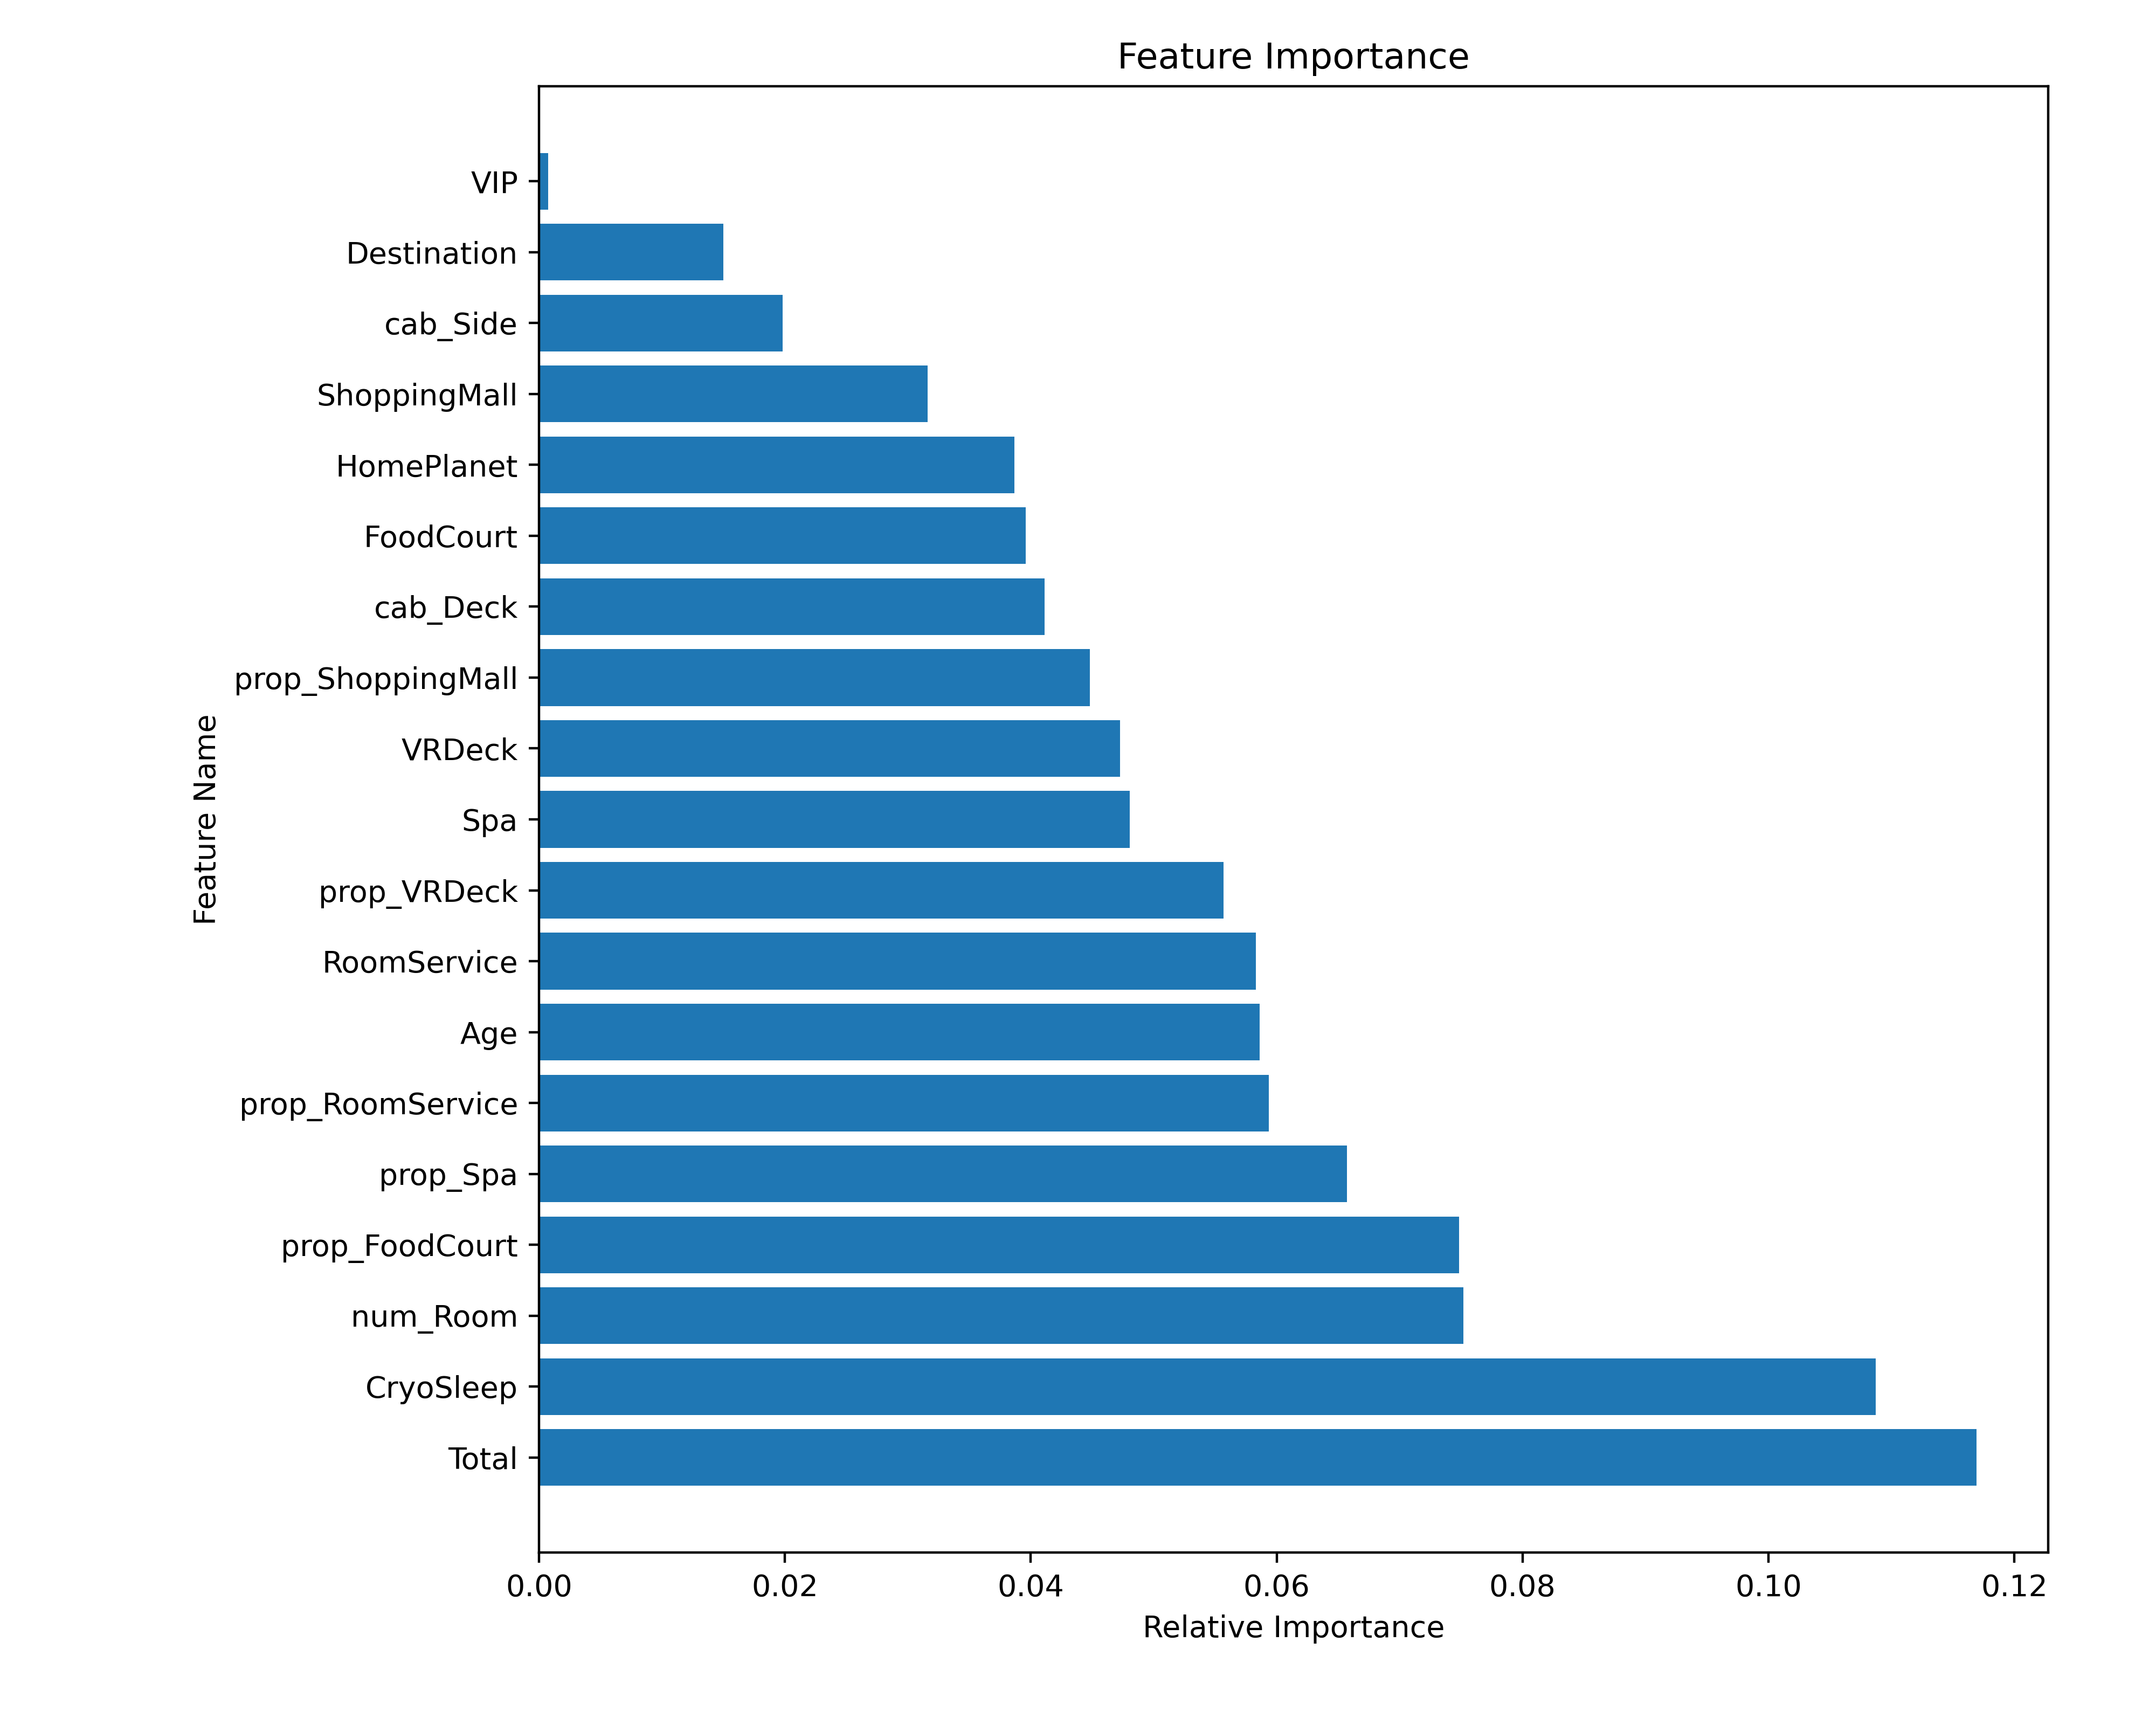 Feature Importance
VIP
Destination
cab_Side
ShoppingMall
HomePlanet
FoodCourt
cab_Deck
prop_ShoppingMall
VRDeck
Spa
prop_VRDeck
RoomService
Age
prop_RoomService
prop_Spa
prop_FoodCourt
num_Room
CryoSleep
Total
Feature Name
0.00 0.02 0.04 0.06 0.08 0.10 0.12
Relative Importance